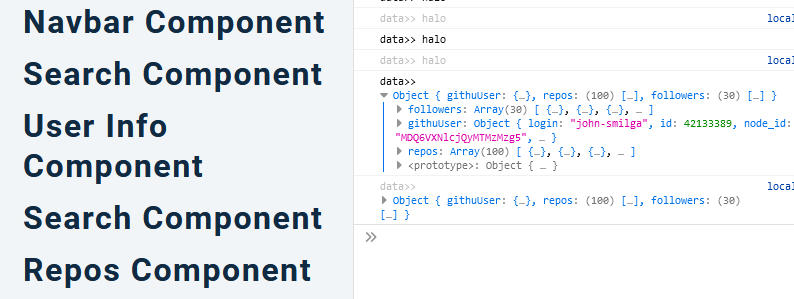 Navbar Component
Search Component
User Info
Component
Search Component
Repos Component
data>> halo local
data>> halo
data>> halo local
data>>
Object { githuUser: {…}, repos: (100) […], followers: (30) […] }
followers: Array(30) [ {…}, {…}, {…}, … ]
githuUser: Object { login: "john-smilga", id: 42133389, node_id:
"MDQ6VXNlcjQyMTMzMzg5", … }
repos: Array(100) [ {…}, {…}, {…}, … ]
<prototype>: Object { … }
data>> local
Object { githuUser: {…}, repos: (100) […], followers: (30)
[…] }